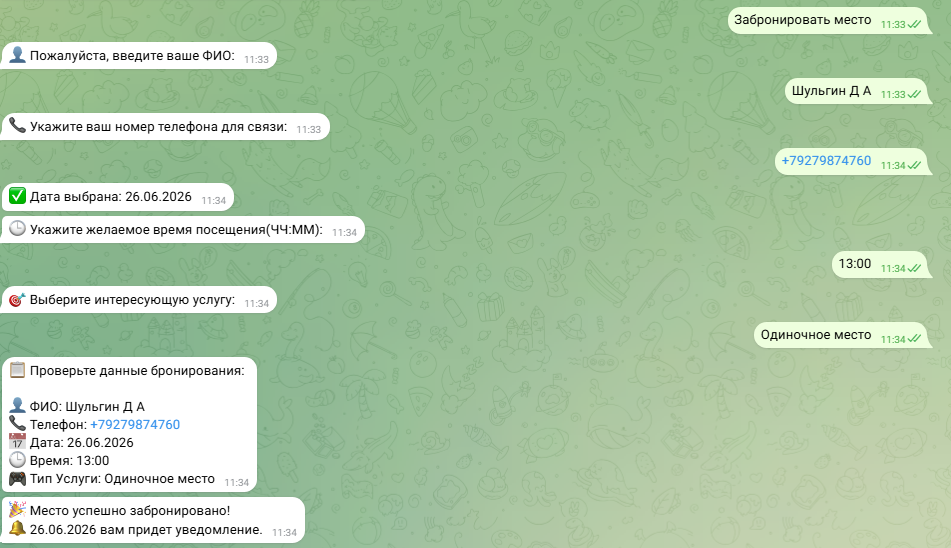 Забронировать место 11:33
Пожалуйста, введите ваше ФИО: 11:33
Шульгин Д А 11:33
Укажите ваш номер телефона для связи: 11:33
+79279874760 11:34
Дата выбрана: 26.06.2026 11:34
Укажите желаемое время посещения(ЧЧ:ММ): 11:34
13:00 11:34
Выберите интересующую услугу: 11:34
Одиночное место 11:34
Проверьте данные бронирования:
ФИО: Шульгин Д А
Телефон: +79279874760
17 Дата: 26.06.2026
Время: 13:00
Тип Услуги: Одиночное место 11:34
Место успешно забронировано!
26.06.2026 вам придет уведомление. 11:34